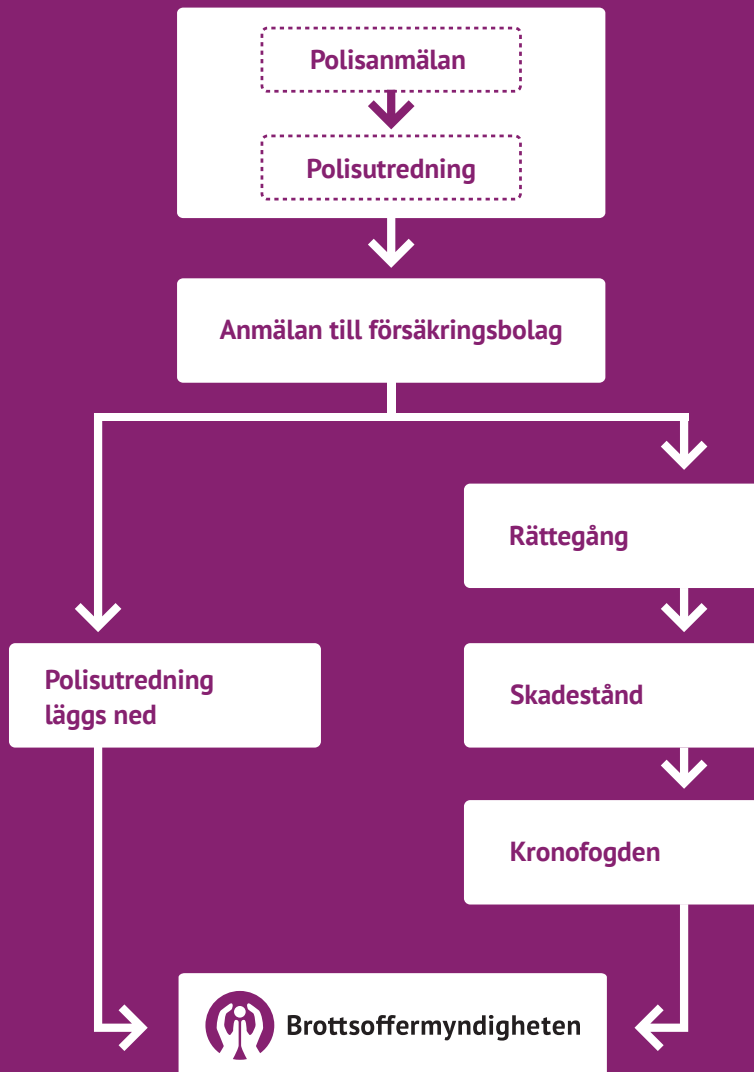 Polisanmälan
Polisutredning
Anmälan till försäkringsbolag
Polisutredning
läggs ned
Rättegång
Skadestånd
Kronofogden
Brottsoffermyndigheten